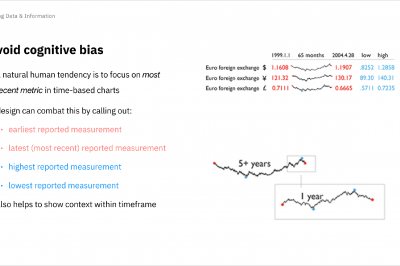 ng Data & Information
void cognitive bias
natural human tendency is to focus on most
ecent metric in time-based charts
esign can combat this by calling out:
earliest reported measurement
latest (most recent) reported measurement
highest reported measurement
lowest reported measurement
lso helps to show context within timeframe
1999.1.1 65 months 2004.4.28 low high
Euro foreign exchange $ 1.1608 1.1907 .8252 1.2858
Euro foreign exchange ¥ 121.32 130.17 89.30 140.31
Euro foreign exchange £ 0.7111 0.6665 .5711 0.7235
5+ years
1 year